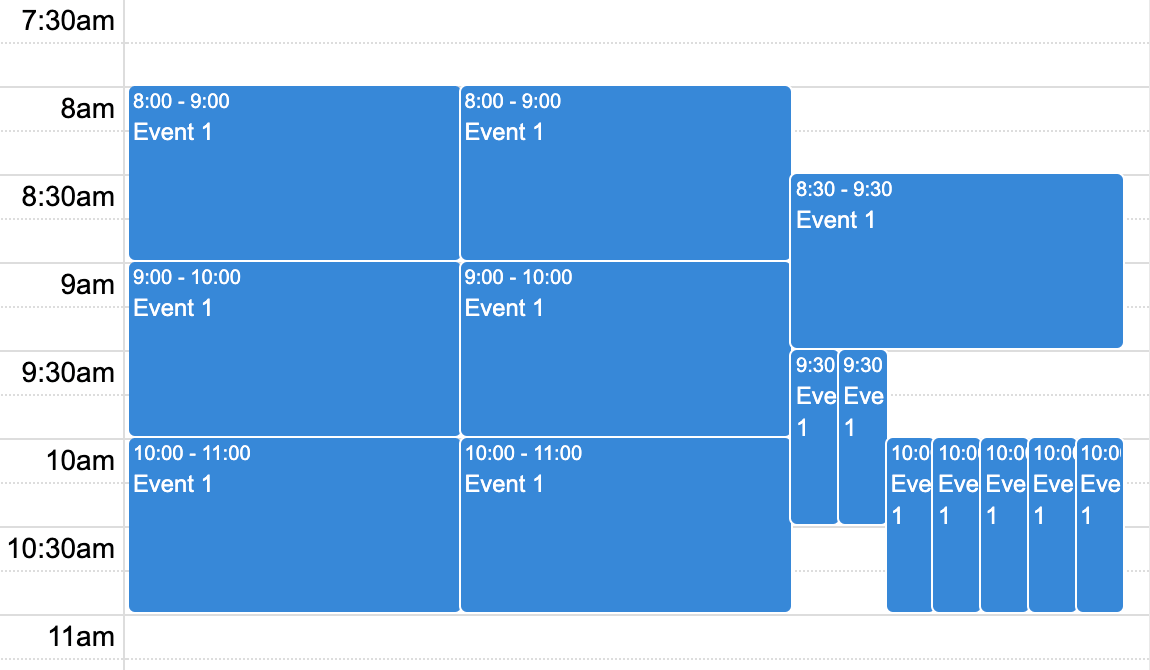 7:30am
8am
8:30am
9am
9:30am
10am
10:30am
11am
8:00 - 9:00
Event 1
8:00 - 9:00
Event 1
8:30 - 9:30
Event 1
9:00 - 10:00
Event 1
9:00 - 10:00
Event 1
9:30
Eve
1
9:30
Eve
1
10:00 - 11:00
Event 1
10:00 - 11:00
Event 1
10:0
Eve
1
10:0
Eve
1
10:0
Eve
1
10:0
Eve
1
10:0
Eve
1